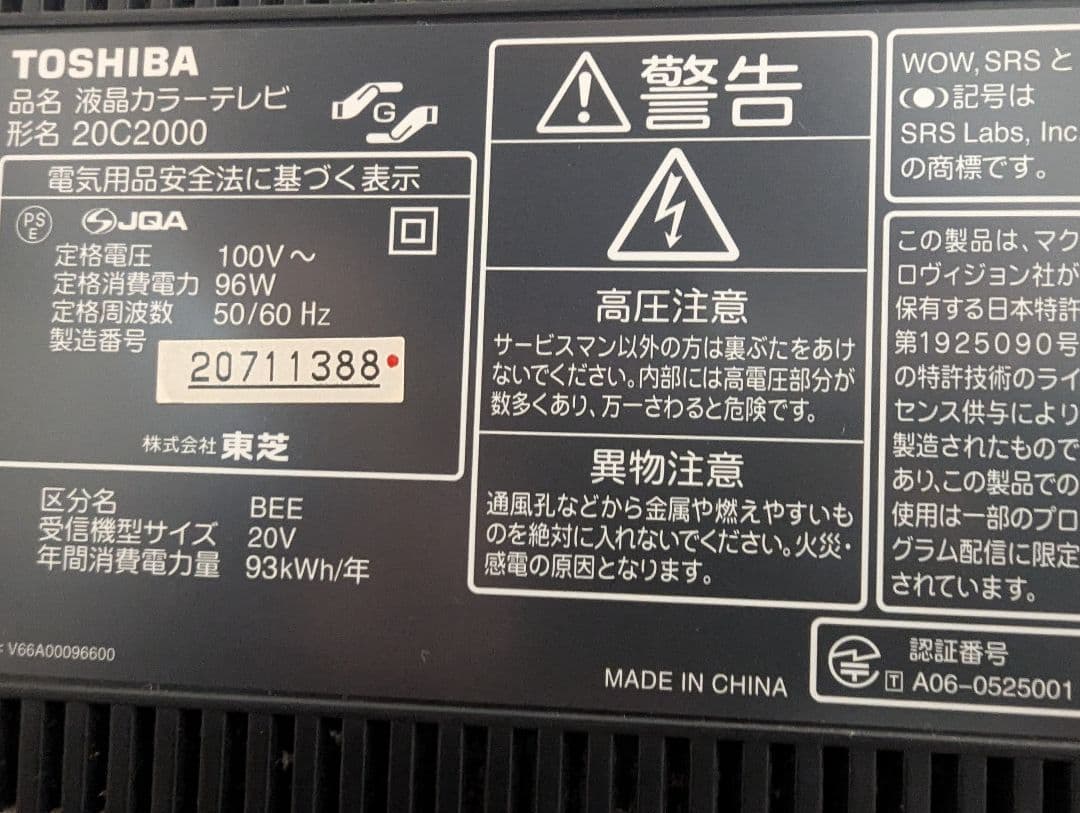 TOSHIBA
品名 液晶カラーテレビ
形名 20C2000
G
電気用品安全法に基づく表示
PS
E
JQA
定格電圧 100V～
定格消費電力 96W
定格周波数 50/60 Hz
製造番号
20711388
株式会社 東芝
区分名 BEE
受信機型サイズ 20V
年間消費電力量 93kWh/年
< V66A00096600
警告
高圧注意
サービスマン以外の方は裏ぶたをあけ
ないでください。内部には高電圧部分が
数多くあり、万一さわると危険です。
異物注意
通風孔などから金属や燃えやすいも
のを絶対に入れないでください。火災・
感電の原因となります。
MADE IN CHINA
WOW, SRS と
(●)記号は
SRS Labs, Inc
の商標です。
この製品は、マク
ロヴィジョン社が
保有する日本特許
第1925090号
の特許技術のライ
センス供与により
製造されたもので
あり、この製品での
使用は一部のプロ
グラム配信に限定
されています。
認証番号
T A06-0525001